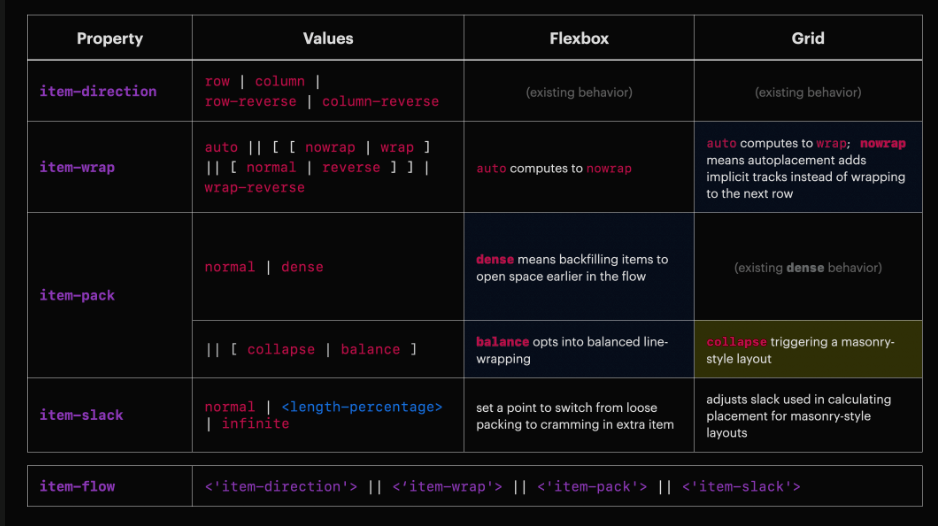 Property Values Flexbox Grid
item-direction
row | column |
row-reverse | column-reverse
(existing behavior)
(existing behavior)
item-wrap
auto || [ [ nowrap | wrap ]
|| [ normal | reverse ] ] |
wrap-reverse
auto computes to nowrap
auto computes to wrap; nowrap
means autoplacement adds
implicit tracks instead of wrapping
to the next row
item-pack
normal | dense
dense means backfilling items to
open space earlier in the flow
(existing dense behavior)
|| [ collapse | balance ]
balance opts into balanced line-
wrapping
collapse triggering a masonry-
style layout
item-slack
normal | <length-percentage>
| infinite
set a point to switch from loose
packing to cramming in extra item
adjusts slack used in calculating
placement for masonry-style
layouts
item-flow
<'item-direction'> || <'item-wrap'> || <'item-pack'> || <'item-slack'>